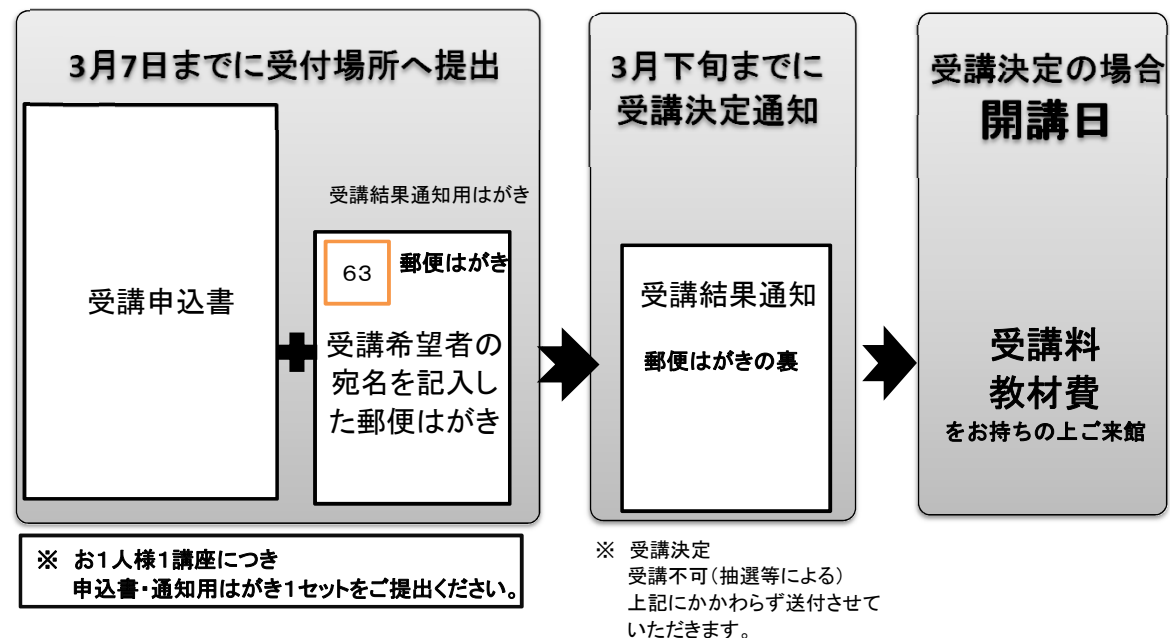 3月7日までに受付場所へ提出
受講申込書
受講結果通知用はがき
63
郵便はがき
受講希望者の
宛名を記入し
た郵便はがき
※ お1人様1講座につき
申込書・通知用はがき1セットをご提出ください。
3月下旬までに
受講決定通知
受講結果通知
郵便はがきの裏
※ 受講決定
受講不可(抽選等による)
上記にかかわらず送付させて
いただきます。
受講決定の場合
開講日
受講料
教材費
をお持ちの上ご来館